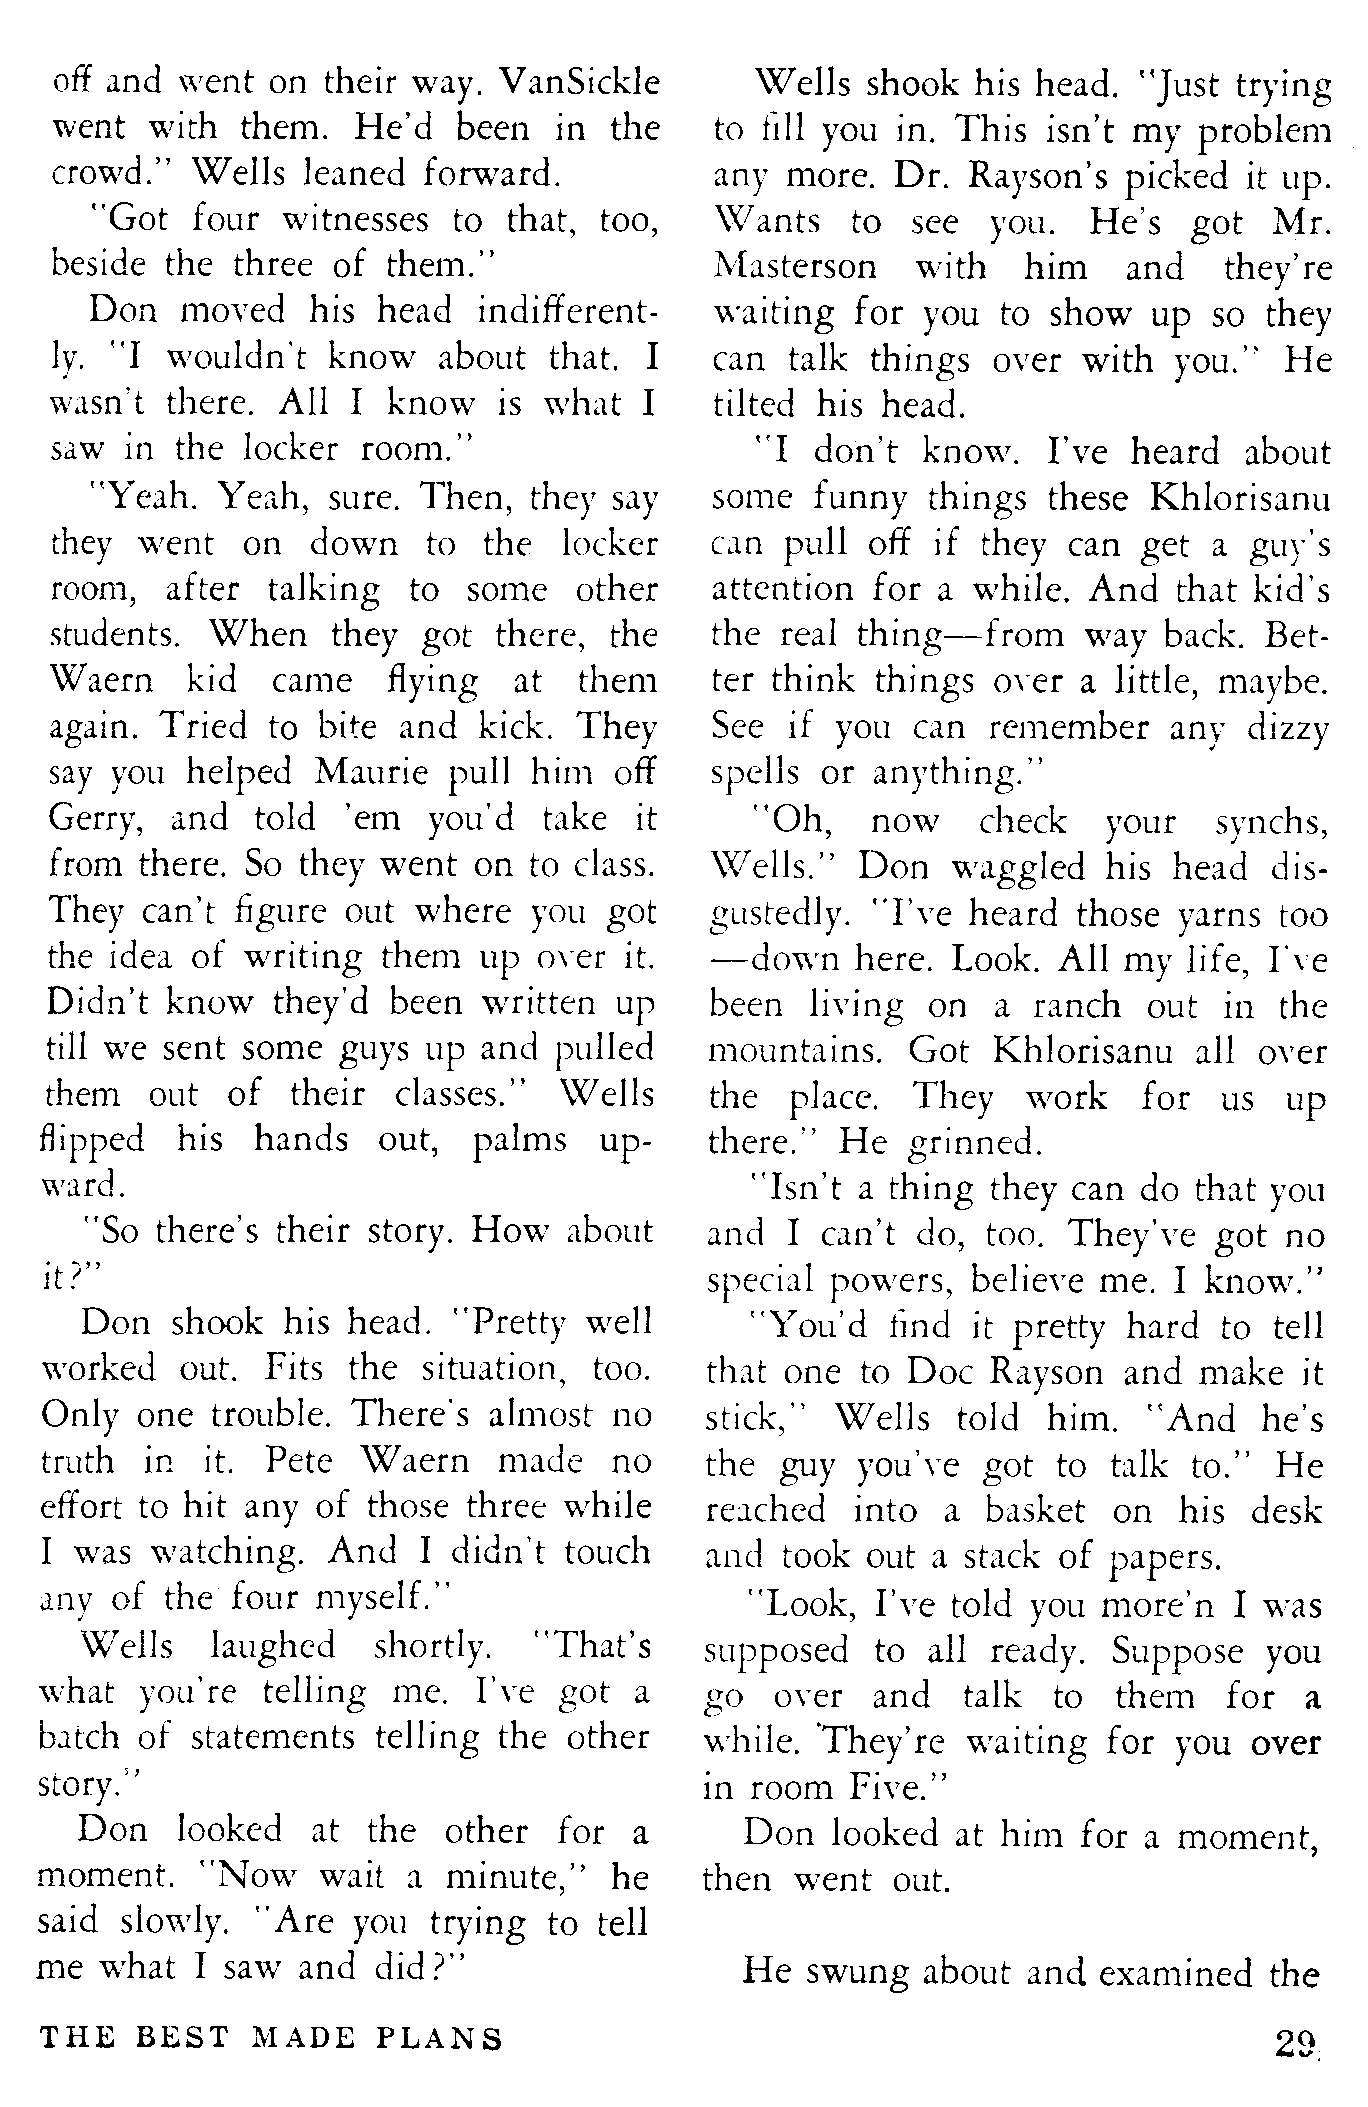 off and went on their way. VanSickle
went with them. He'd been in the
crowd." Wells leaned forward.
"Got four witnesses to that, too,
beside the three of them."
Don moved his head indifferent-
ly. "I wouldn't know about that. I
wasn't there. All I know is what I
saw in the locker room."
"Yeah. Yeah, sure. Then, they say
they went on down to the locker
room, after talking to some other
students. When they got there, the
Waern kid came flying at them
again. Tried to bite and kick. They
say you helped Maurie pull him off
Gerry, and told 'em you'd take it
from there. So they went on to class.
They can't figure out where you got
the idea of writing them up over it.
Didn't know they'd been written up
till we sent some guys up and pulled
them out of their classes." Wells
flipped his hands out, palms up-
ward.
"So there's their story. How about
it?"
Don shook his head. "Pretty well
worked out. Fits the situation, too.
Only one trouble. There's almost no
truth in it. Pete Waern made no
effort to hit any of those three while
I was watching. And I didn't touch
any of the four myself."
Wells laughed shortly. "That's
what you're telling me. I've got a
batch of statements telling the other
story."
Don looked at the other for a
moment. "Now wait a minute," he
said slowly. "Are you trying to tell
me what I saw and did?"
Wells shook his head. "Just trying
to fill you in. This isn't my problem
any more. Dr. Rayson's picked it up.
Wants to see you. He's got Mr.
Masterson with him and they're
waiting for you to show up so they
can talk things over with you." He
tilted his head.
"I don't know. I've heard about
some funny things these Khlorisanu
can pull off if they can get a guy's
attention for a while. And that kid's
the real thing—from way back. Bet-
ter think things over a little, maybe.
See if you can remember any dizzy
spells or anything."
"Oh, now check your synchs,
Wells." Don waggled his head dis-
gustedly. "I've heard those yarns too
—down here. Look. All my life, I've
been living on a ranch out in the
mountains. Got Khlorisanu all over
the place. They work for us up
there." He grinned.
"Isn't a thing they can do that you
and I can't do, too. They've got no
special powers, believe me. I know."
"You'd find it pretty hard to tell
that one to Doc Rayson and make it
stick," Wells told him. "And he's
the guy you've got to talk to." He
reached into a basket on his desk
and took out a stack of papers.
"Look, I've told you more'n I was
supposed to all ready. Suppose you
go over and talk to them for a
while. They're waiting for you over
in room Five."
Don looked at him for a moment,
then went out.
He swung about and examined the
THE BEST MADE PLANS
29